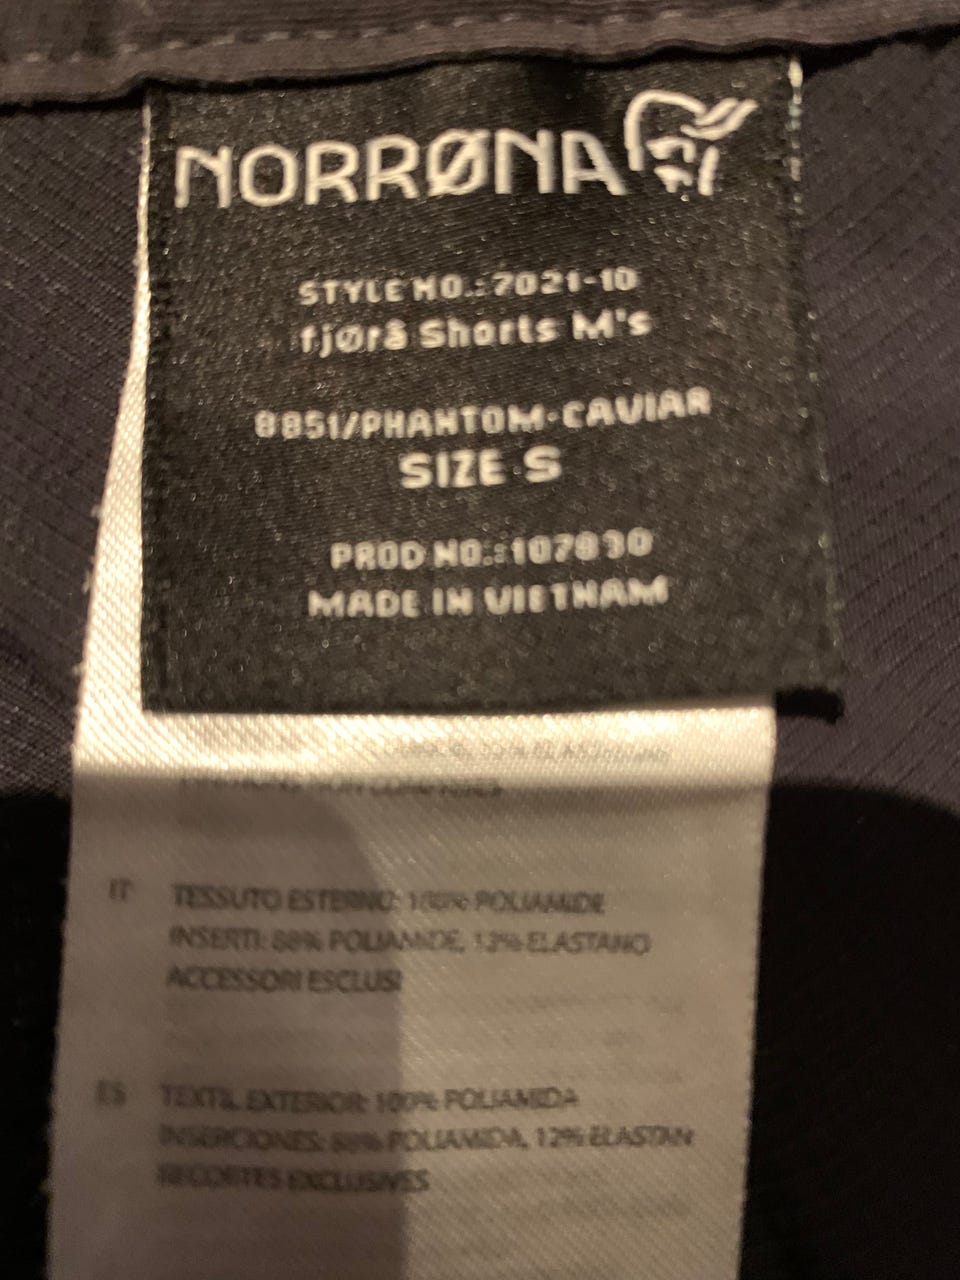 NORRØNA
STYLE NO.:7021-10
fjørå Shorts M's
8851/PHANTOM-CAVIAR
SIZE S
PROD NO.:107830
MADE IN VIETNAM
IT TESSUTO ESTERNO: 100% POLIAMIDE
INSERTI: 88% POLIAMIDE, 12% ELASTANO
ACCESSORI ESCLUSI
ES TEXTIL EXTERIOR: 100% POLIAMIDA
INSERCIONES: 88% POLIAMIDA, 12% ELASTAN
RECORTES EXCLUSIVES